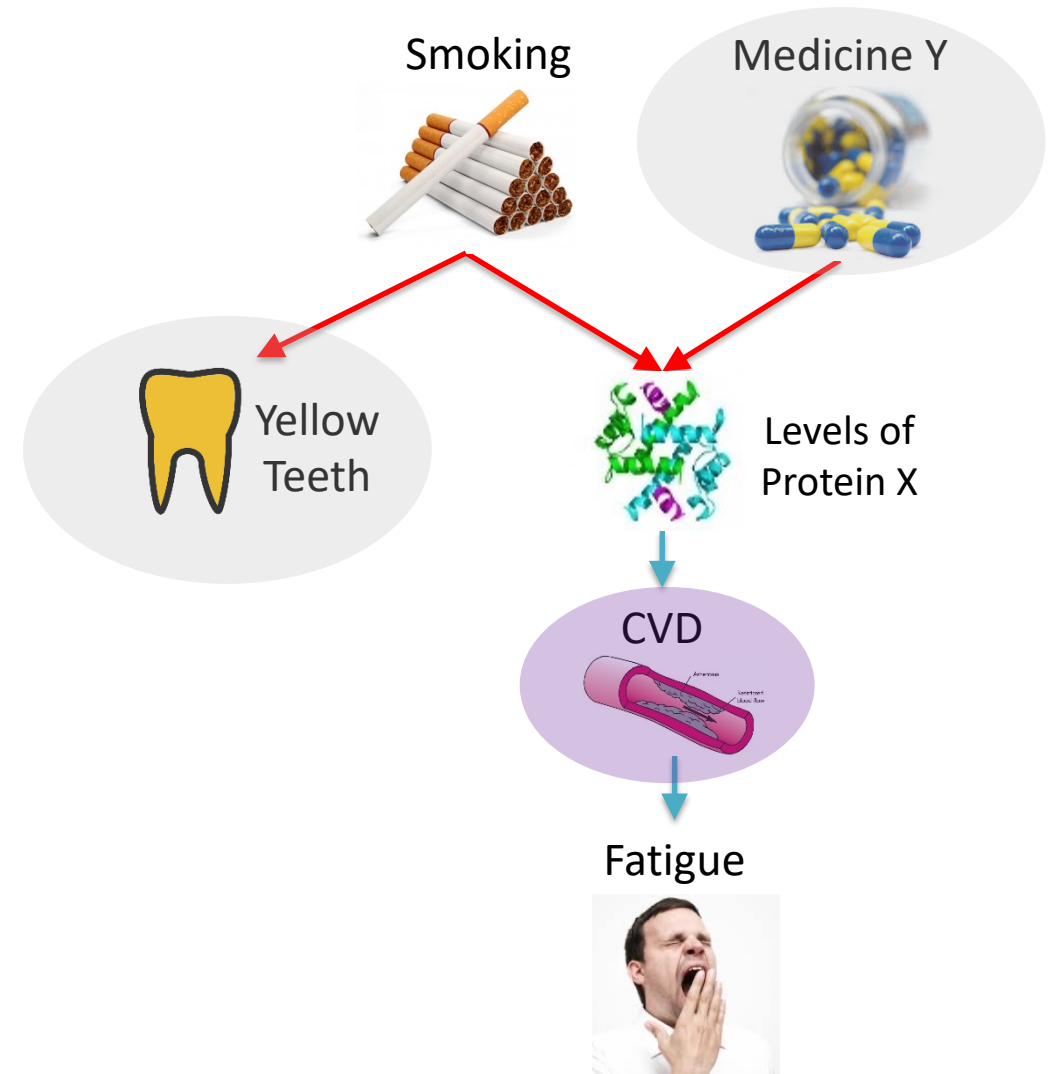 Smoking
Medicine Y
Yellow
Teeth
Levels of
Protein X
CVD
Fatigue